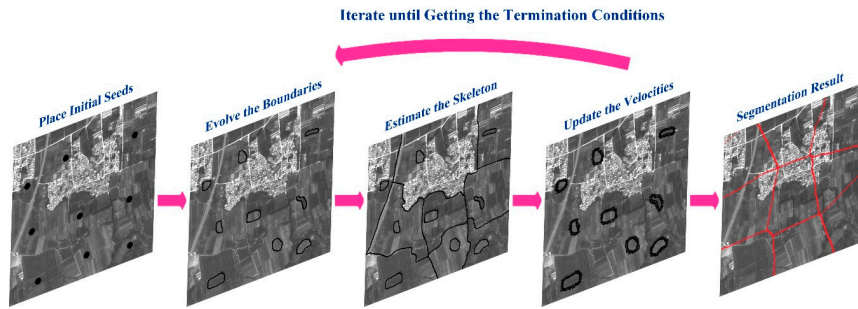 Iterate until Getting the Termination Conditions
Place Initial Seeds
Evolve the Boundaries
Estimate the Skeleton
Update the Velocities
Segmentation Result